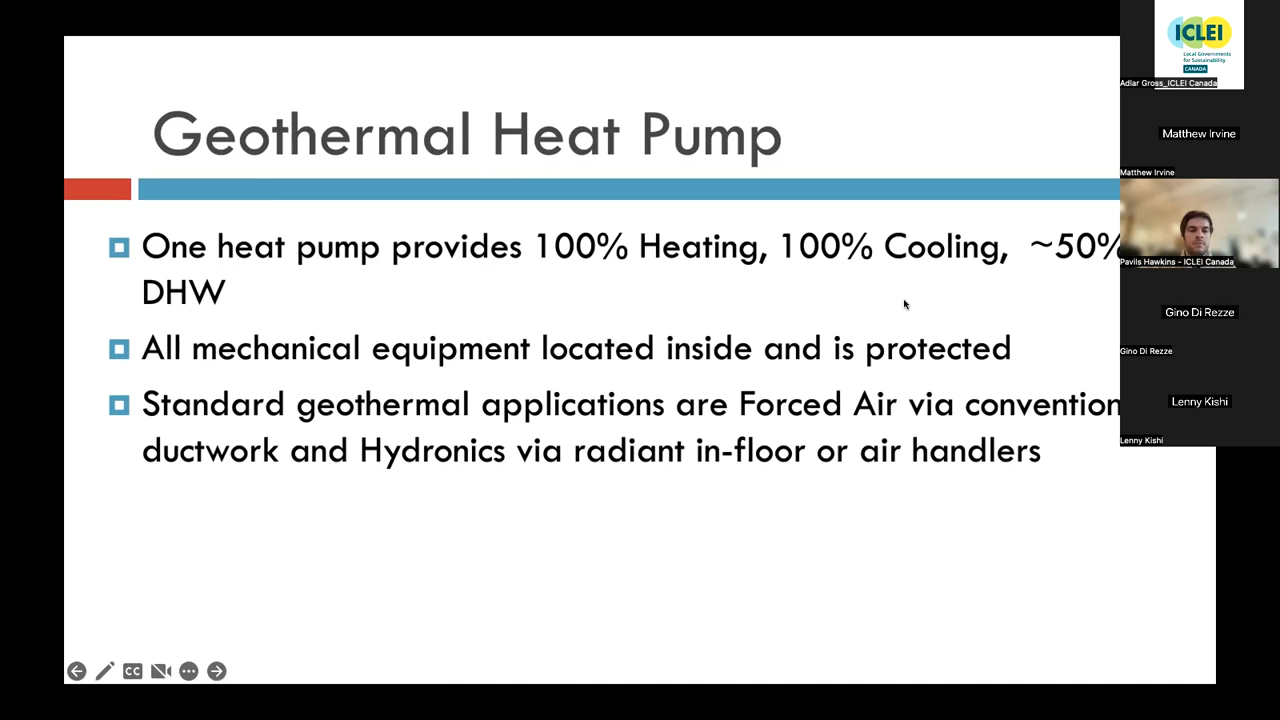 Geothermal Heat Pump
One heat pump provides 100% Heating, 100% Cooling, ~50%
DHW
All mechanical equipment located inside and is protected
Standard geothermal applications are Forced Air via convention
ductwork and Hydronics via radiant in-floor or air handlers
CC
ICLEI
Local Governments
for Sustainability
CANADA
Adlar Gross_ICLEI Canada
Matthew Irvine
Matthew Irvine
Pavils Hawkins - ICLEI Canada
Gino Di Rezze
Gino Di Rezze
Lenny Kishi
Lenny Kishi